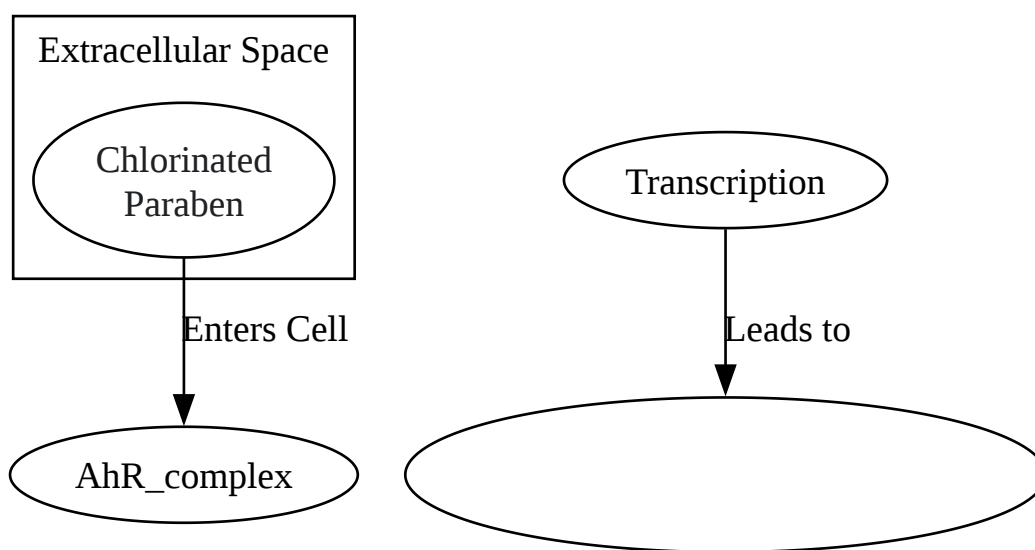 Extracellular Space
Chlorinated
Paraben
Enters Cell
AhR_complex
Transcription
Leads to